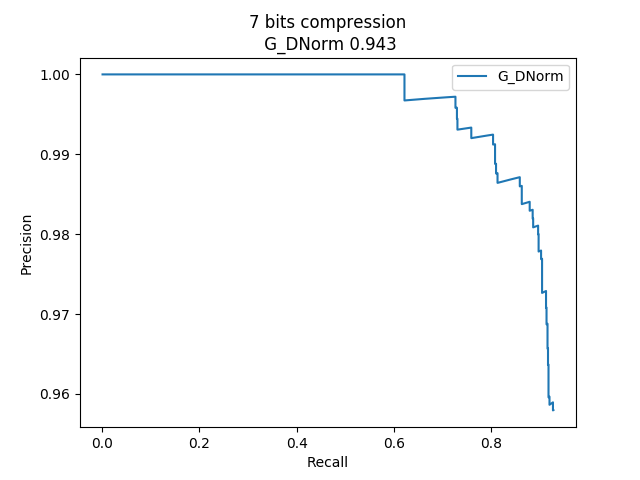 7 bits compression
G_DNorm 0.943
G_DNorm
1.00
0.99
0.98
0.97
0.96
Precision
0.0
0.2
0.4
0.6
0.8
Recall